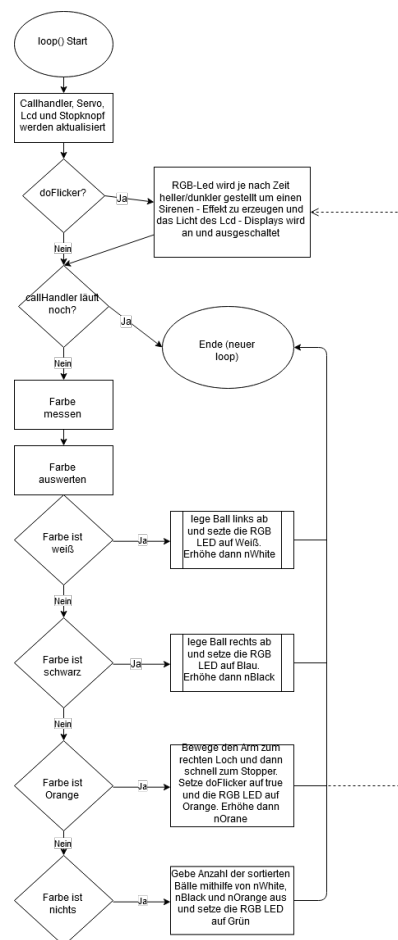 loop() Start
Callhandler, Servo,
Lcd und Stopknopf
werden aktualisiert
doFlicker?
Ja
RGB-Led wird je nach Zeit
heller/dunkler gestellt um einen
Sirenen - Effekt zu erzeugen und
das Licht des Lcd - Displays wird
an und ausgeschaltet
Nein
callHandler läuft
noch?
Ja
Ende (neuer
loop)
Nein
Farbe
messen
Farbe
auswerten
Farbe ist
weiß
Ja
lege Ball links ab
und sezte die RGB
LED auf Weiß.
Erhöhe dann nWhite
Nein
Farbe ist
schwarz
Ja
lege Ball rechts ab
und setze die RGB
LED auf Blau.
Erhöhe dann nBlack
Nein
Farbe ist
Orange
Ja
Bewege den Arm zum
rechten Loch und dann
schnell zum Stopper.
Setze doFlicker auf true
und die RGB LED auf
Orange. Erhöhe dann
nOrane
Nein
Farbe ist
nichts
Ja
Gebe Anzahl der sortierten
Bälle mithilfe von nWhite,
nBlack und nOrange aus
und setze die RGB LED
auf Grün